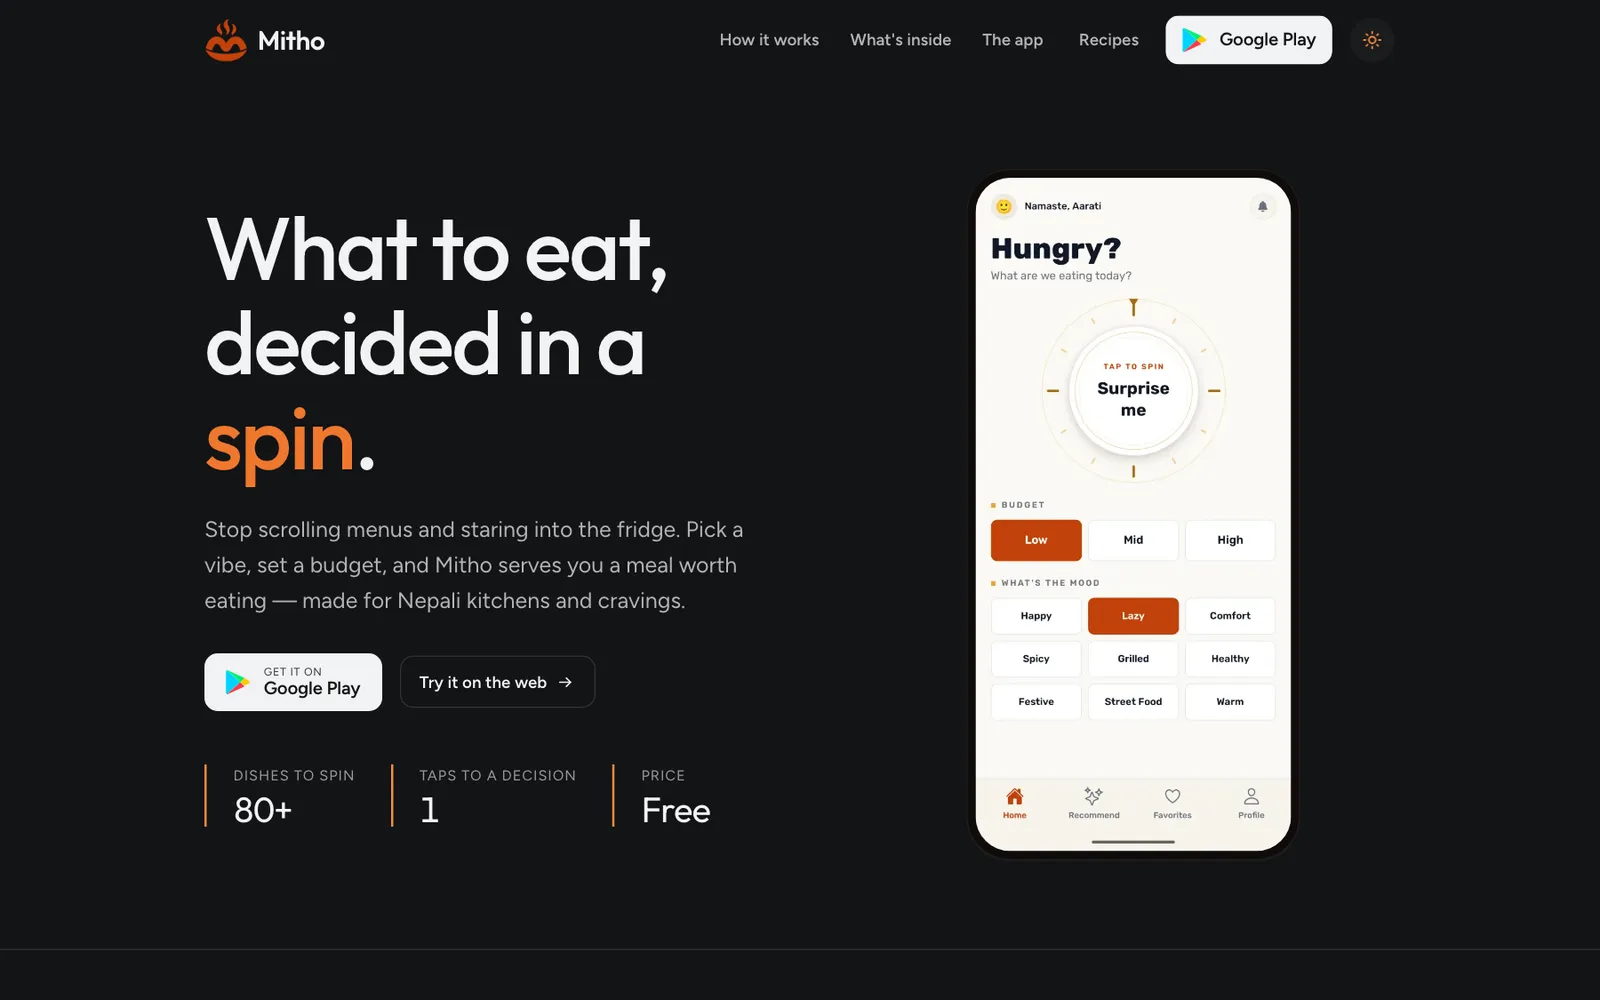 Mitho
How it works
What's inside
The app
Recipes
Google Play
What to eat,
decided in a
spin.
Stop scrolling menus and staring into the fridge. Pick a
vibe, set a budget, and Mitho serves you a meal worth
eating — made for Nepali kitchens and cravings.
GET IT ON
Google Play
Try it on the web →
DISHES TO SPIN
80+
TAPS TO A DECISION
1
PRICE
Free
Namaste, Aarati
Hungry?
What are we eating today?
TAP TO SPIN
Surprise
me
BUDGET
Low
Mid
High
WHAT'S THE MOOD
Happy
Lazy
Comfort
Spicy
Grilled
Healthy
Festive
Street Food
Warm
Home
Recommend
Favorites
Profile